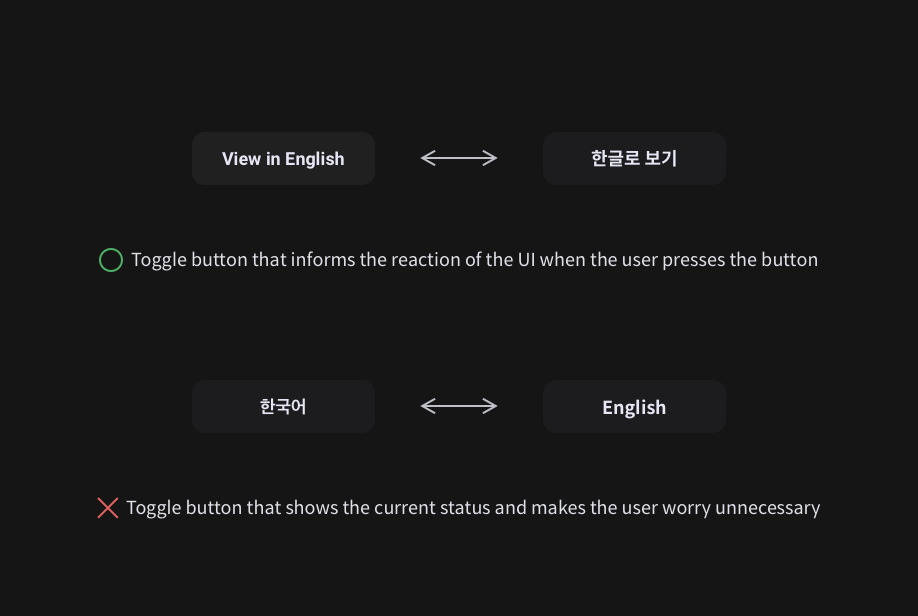 View in English
한글로 보기
Toggle button that informs the reaction of the UI when the user presses the button
한국어
English
Toggle button that shows the current status and makes the user worry unnecessary